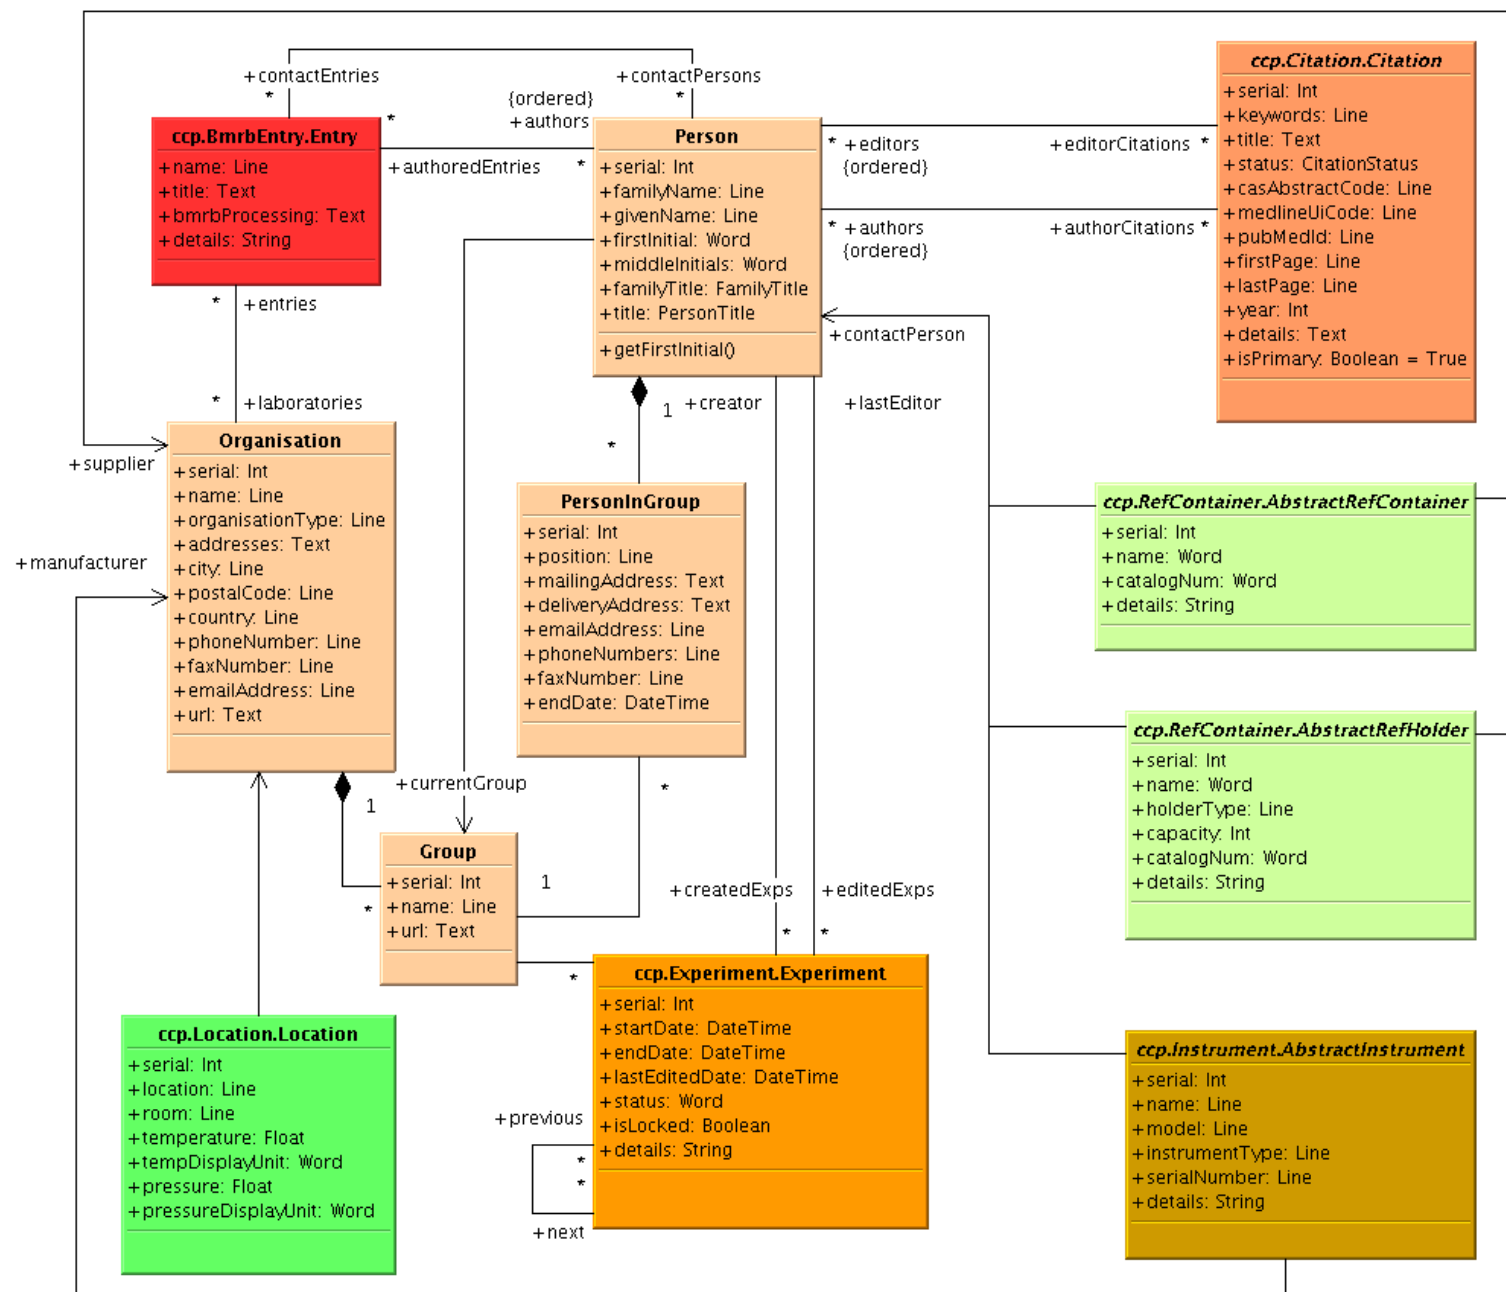 +contactEntries
*
+contactPersons
*
{ordered}
+authors
*
*
+authoredEntries
ccp.BmrbEntry.Entry
+name: Line
+title: Text
+bmrbProcessing: Text
+details: String
Person
+serial: Int
+familyName: Line
+givenName: Line
+firstInitial: Word
+middleInitials: Word
+familyTitle: FamilyTitle
+title: PersonTitle
+getFirstInitial()
* +editors
{ordered}
+editorCitations *
* +authors
{ordered}
+authorCitations *
ccp.Citation.Citation
+serial: Int
+keywords: Line
+title: Text
+status: CitationStatus
+casAbstractCode: Line
+medlineUiCode: Line
+pubMedId: Line
+firstPage: Line
+lastPage: Line
+year: Int
+details: Text
+isPrimary: Boolean = True
* +entries
* +laboratories
+contactPerson
1
+creator
+lastEditor
*
+supplier
+manufacturer
Organisation
+serial: Int
+name: Line
+organisationType: Line
+addresses: Text
+city: Line
+postalCode: Line
+country: Line
+phoneNumber: Line
+faxNumber: Line
+emailAddress: Line
+url: Text
PersonInGroup
+serial: Int
+position: Line
+mailingAddress: Text
+deliveryAddress: Text
+emailAddress: Line
+phoneNumbers: Line
+faxNumber: Line
+endDate: DateTime
ccp.RefContainer.AbstractRefContainer
+serial: Int
+name: Word
+catalogNum: Word
+details: String
ccp.RefContainer.AbstractRefHolder
+serial: Int
+name: Word
+holderType: Line
+capacity: Int
+catalogNum: Word
+details: String
1
+currentGroup
*
Group
+serial: Int
+name: Line
+url: Text
*
1
+createdExps
+editedExps
*
*
*
ccp.Experiment.Experiment
+serial: Int
+startDate: DateTime
+endDate: DateTime
+lastEditedDate: DateTime
+status: Word
+isLocked: Boolean
+details: String
+previous
*
*
+next
ccp.Location.Location
+serial: Int
+location: Line
+room: Line
+temperature: Float
+tempDisplayUnit: Word
+pressure: Float
+pressureDisplayUnit: Word
ccp.Instrument.AbstractInstrument
+serial: Int
+name: Line
+model: Line
+instrumentType: Line
+serialNumber: Line
+details: String